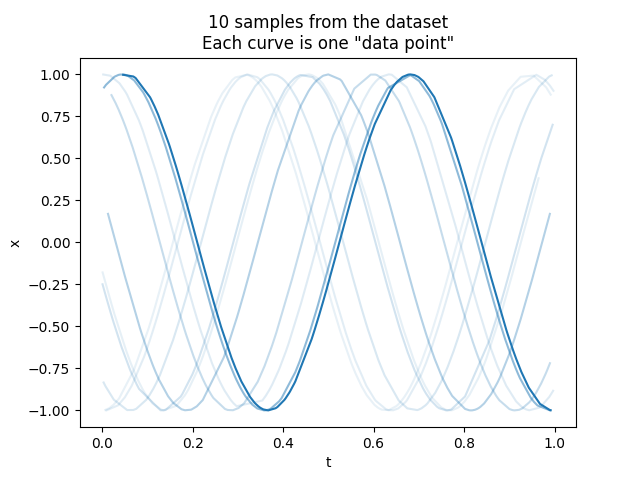 10 samples from the dataset
Each curve is one "data point"
1.00
0.75
0.50
0.25
0.00
−0.25
−0.50
−0.75
−1.00
x
0.0 0.2 0.4 0.6 0.8 1.0
t